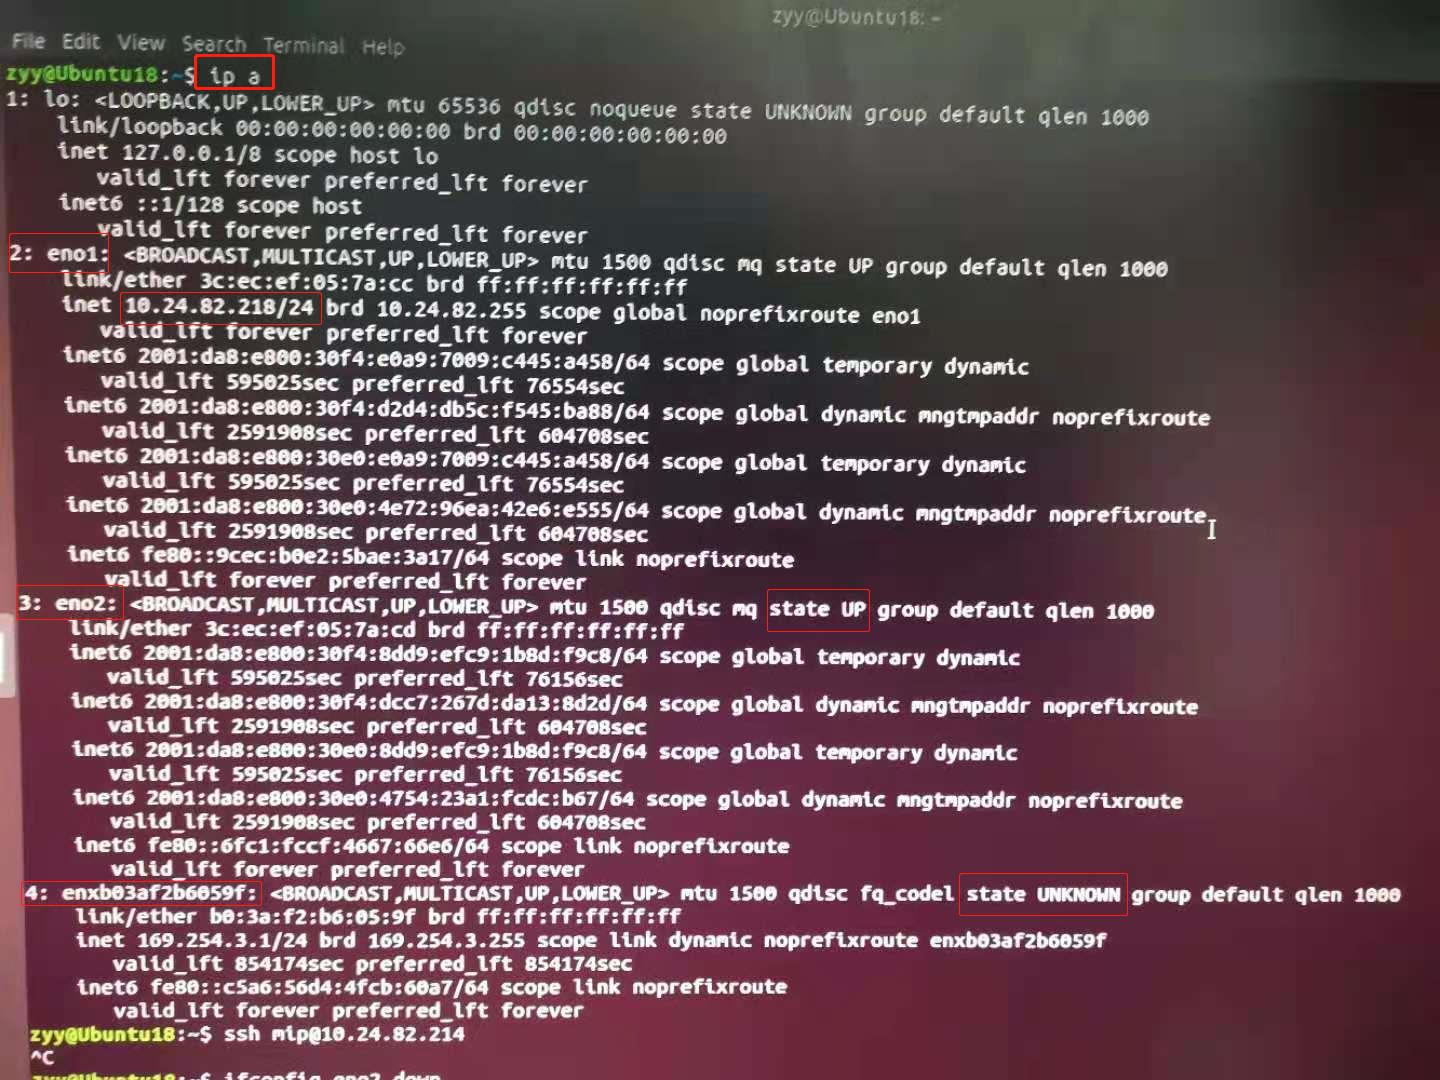 zyy@Ubuntu18: ~
File Edit View Search Terminal Help
zyy@Ubuntu18:~$ ip a
1: lo: <LOOPBACK,UP,LOWER_UP> mtu 65536 qdisc noqueue state UNKNOWN group default qlen 1000
link/loopback 00:00:00:00:00:00 brd 00:00:00:00:00:00
inet 127.0.0.1/8 scope host lo
valid_lft forever preferred_lft forever
inet6 ::1/128 scope host
valid_lft forever preferred_lft forever
2: eno1: <BROADCAST,MULTICAST,UP,LOWER_UP> mtu 1500 qdisc mq state UP group default qlen 1000
link/ether 3c:ec:ef:05:7a:cc brd ff:ff:ff:ff:ff:ff
inet 10.24.82.218/24 brd 10.24.82.255 scope global noprefixroute eno1
valid_lft forever preferred_lft forever
inet6 2001:da8:e800:30f4:e0a9:7009:c445:a458/64 scope global temporary dynamic
valid_lft 595025sec preferred_lft 76554sec
inet6 2001:da8:e800:30f4:d2d4:db5c:f545:ba88/64 scope global dynamic mngtmpaddr noprefixroute
valid_lft 2591908sec preferred_lft 604708sec
inet6 2001:da8:e800:30e0:e0a9:7009:c445:a458/64 scope global temporary dynamic
valid_lft 595025sec preferred_lft 76554sec
inet6 2001:da8:e800:30e0:4e72:96ea:42e6:e555/64 scope global dynamic mngtmpaddr noprefixroute
valid_lft 2591908sec preferred_lft 604708sec
inet6 fe80::9cec:b0e2:5bae:3a17/64 scope link noprefixroute
valid_lft forever preferred_lft forever
3: eno2: <BROADCAST,MULTICAST,UP,LOWER_UP> mtu 1500 qdisc mq state UP group default qlen 1000
link/ether 3c:ec:ef:05:7a:cd brd ff:ff:ff:ff:ff:ff
inet6 2001:da8:e800:30f4:8dd9:efc9:1b8d:f9c8/64 scope global temporary dynamic
valid_lft 595025sec preferred_lft 76156sec
inet6 2001:da8:e800:30f4:dcc7:267d:da13:8d2d/64 scope global dynamic mngtmpaddr noprefixroute
valid_lft 2591908sec preferred_lft 604708sec
inet6 2001:da8:e800:30e0:8dd9:efc9:1b8d:f9c8/64 scope global temporary dynamic
valid_lft 595025sec preferred_lft 76156sec
inet6 2001:da8:e800:30e0:4754:23a1:fcdc:b67/64 scope global dynamic mngtmpaddr noprefixroute
valid_lft 2591908sec preferred_lft 604708sec
inet6 fe80::6fc1:fccf:4667:66e6/64 scope link noprefixroute
valid_lft forever preferred_lft forever
4: enxb03af2b6059f: <BROADCAST,MULTICAST,UP,LOWER_UP> mtu 1500 qdisc fq_codel state UNKNOWN group default qlen 1000
link/ether b0:3a:f2:b6:05:9f brd ff:ff:ff:ff:ff:ff
inet 169.254.3.1/24 brd 169.254.3.255 scope link dynamic noprefixroute enxb03af2b6059f
valid_lft 854174sec preferred_lft 854174sec
inet6 fe80::c5a6:56d4:4fcb:60a7/64 scope link noprefixroute
valid_lft forever preferred_lft forever
zyy@Ubuntu18:~$ ssh mip@10.24.82.214
^C
zyy@Ubuntu18:~$ ifconfig eno2 down